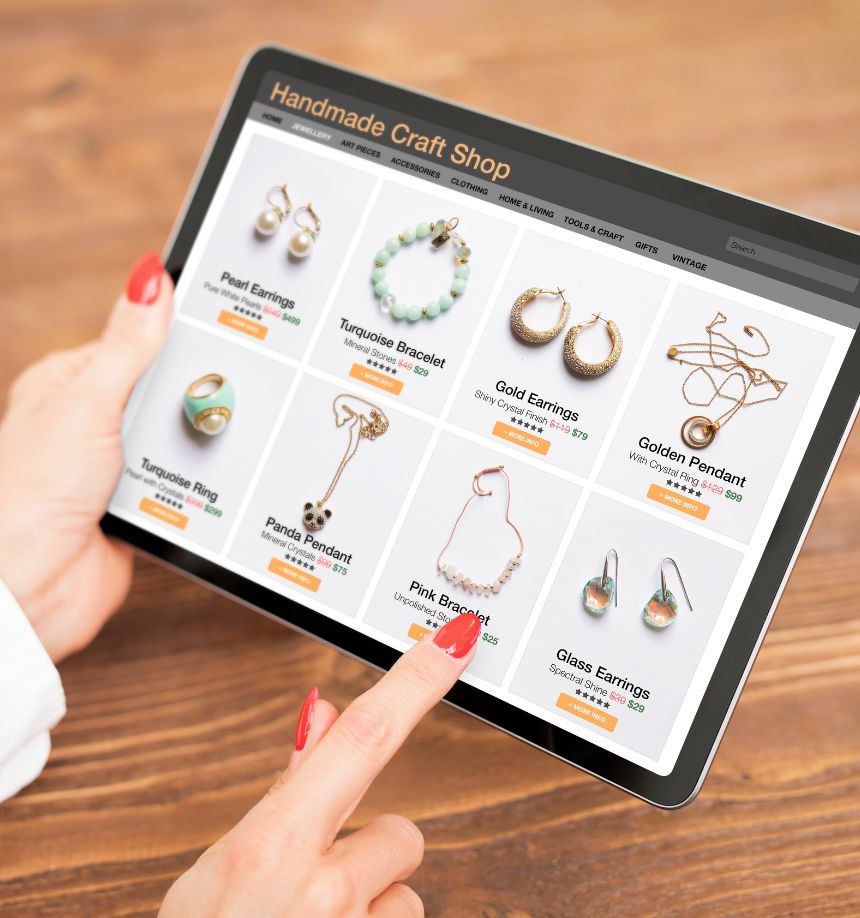 Handmade Craft Shop
HOME JEWELLERY ART PIECES ACCESSORIES CLOTHING HOME & LIVING TOOLS & CRAFT GIFTS VINTAGE
Search
Pearl Earrings
Pure White Pearls $549 $499
★★★★★
+ MORE INFO
Turquoise Bracelet
Mineral Stones $49 $29
★★★★★
+ MORE INFO
Gold Earrings
Shiny Crystal Finish $119 $79
★★★★★
+ MORE INFO
Golden Pendant
With Crystal Ring $129 $99
★★★★★
+ MORE INFO
Turquoise Ring
Pearl with Crystals $299
★★★★★
+ MORE INFO
Panda Pendant
Mineral Crystals $99 $75
★★★★★
+ MORE INFO
Pink Bracelet
Unpolished $25
Glass Earrings
Spectral Shine $39 $29
★★★★★
+ MORE INFO